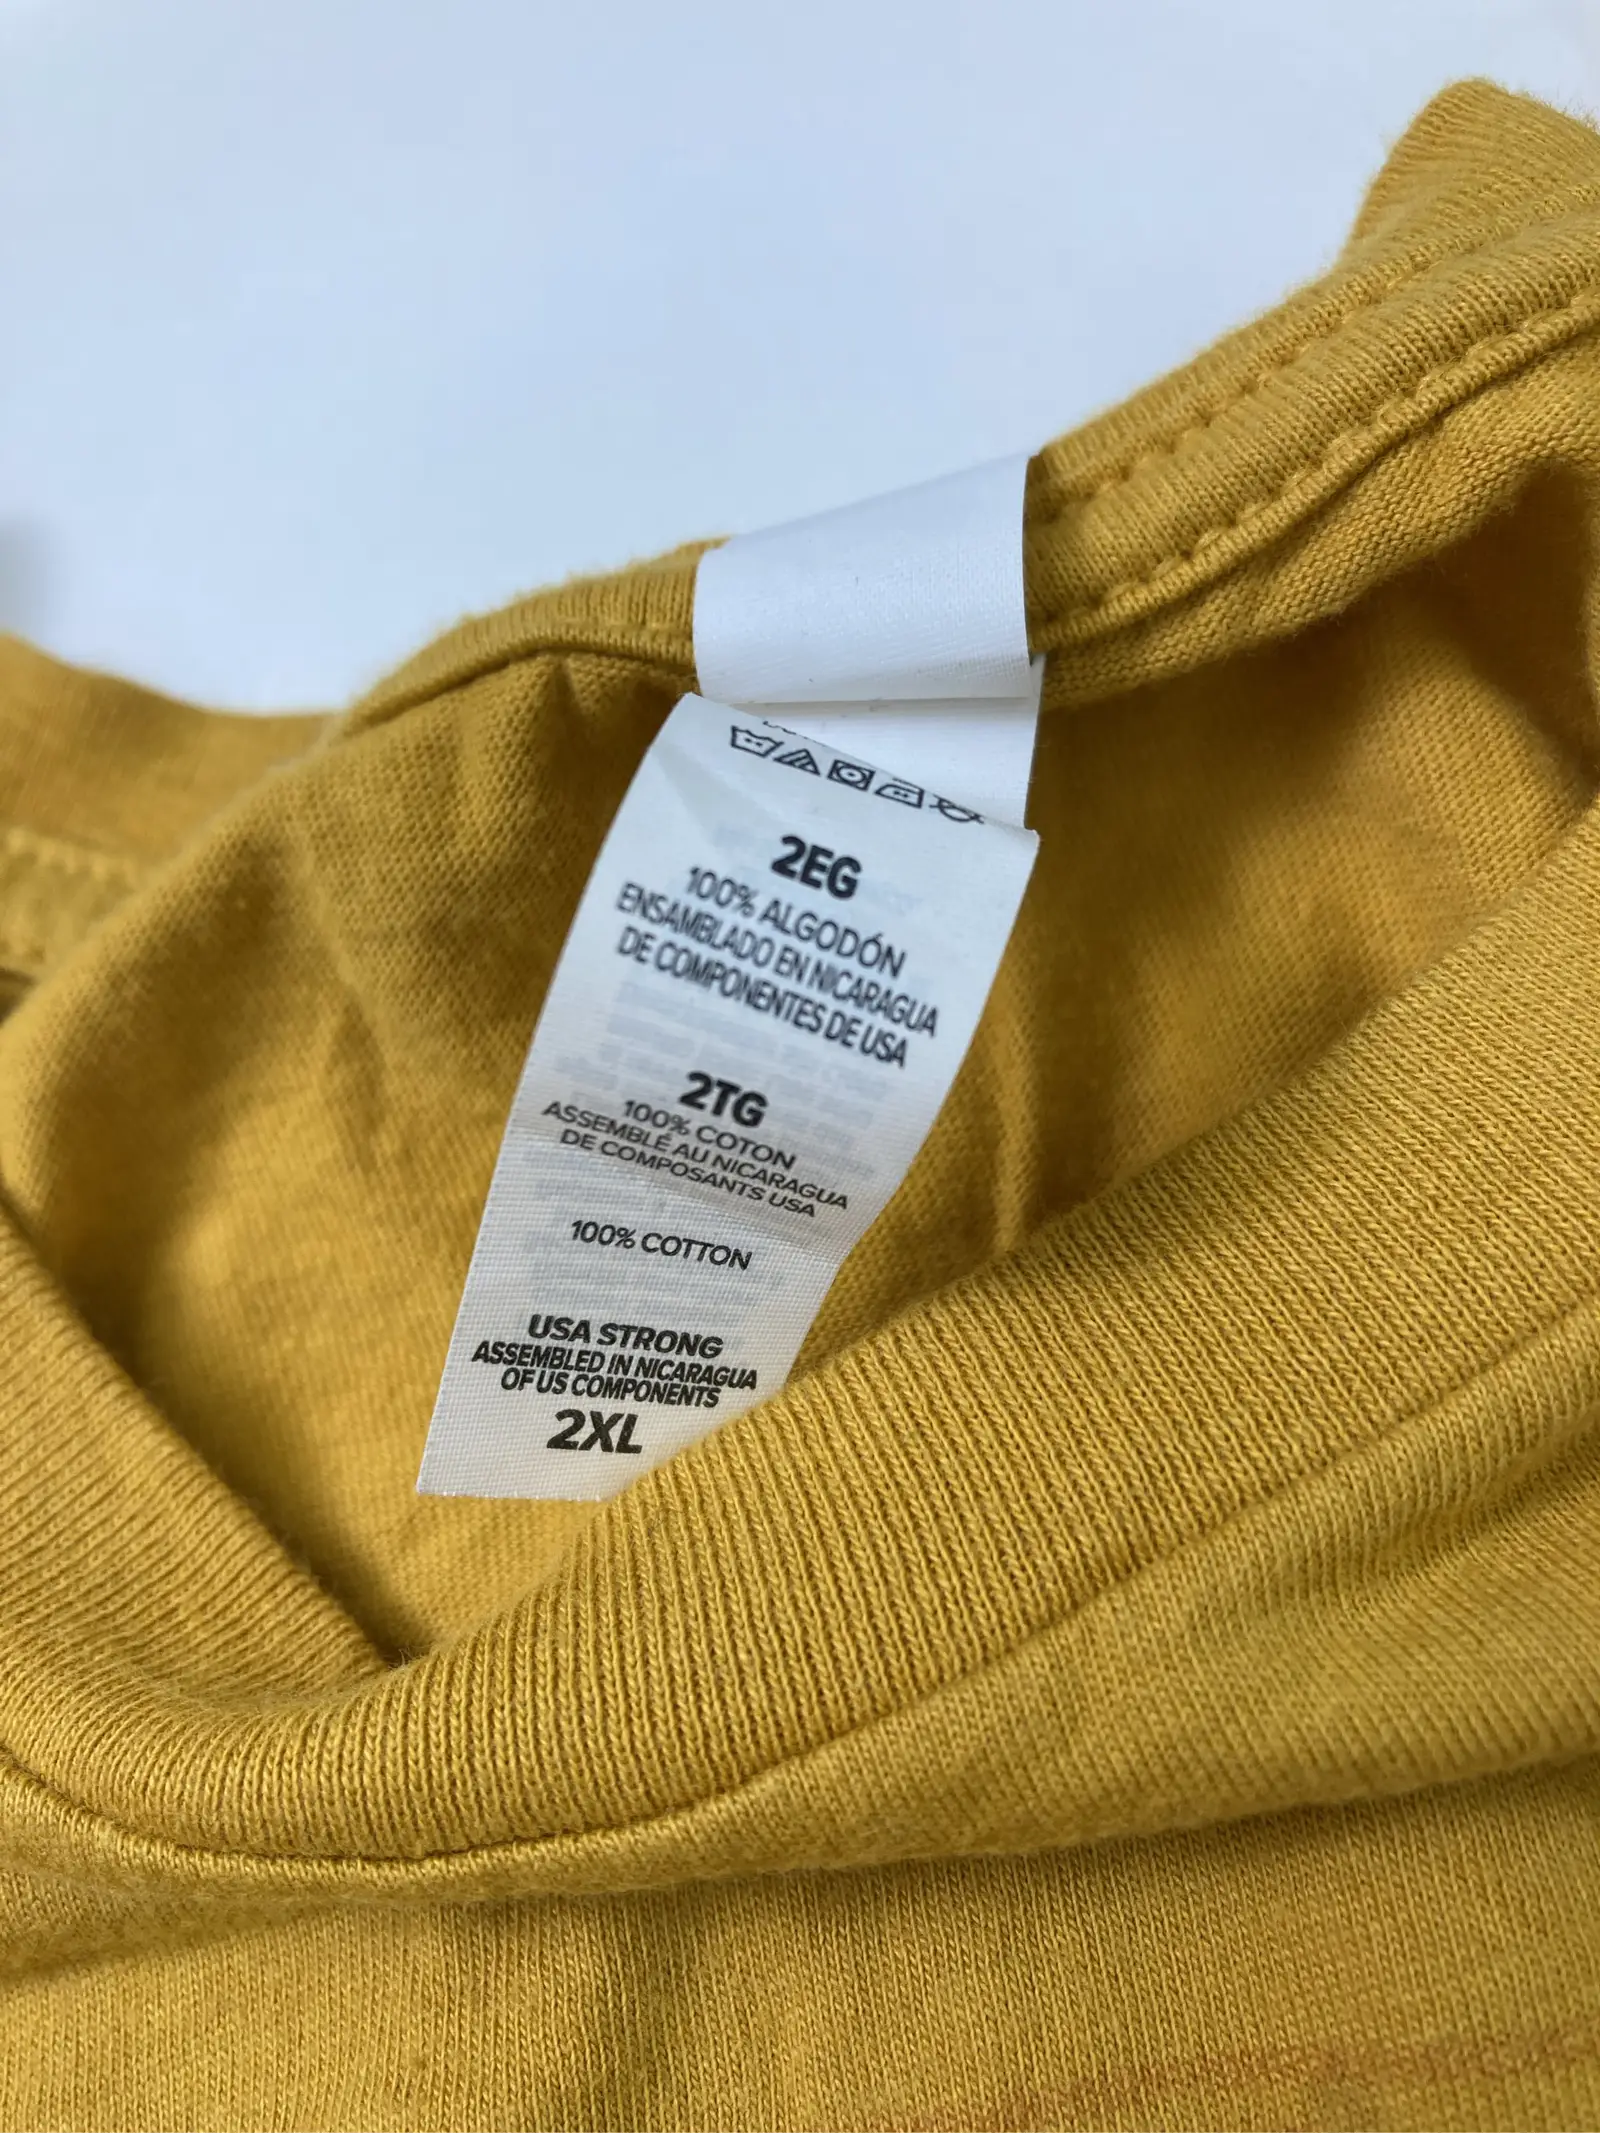 2EG
100% ALGODÓN
ENSAMBLADO EN NICARAGUA
DE COMPONENTES DE USA
2TG
100% COTON
ASSEMBLÉ AU NICARAGUA
DE COMPOSANTS USA
100% COTTON
USA STRONG
ASSEMBLED IN NICARAGUA
OF US COMPONENTS
2XL